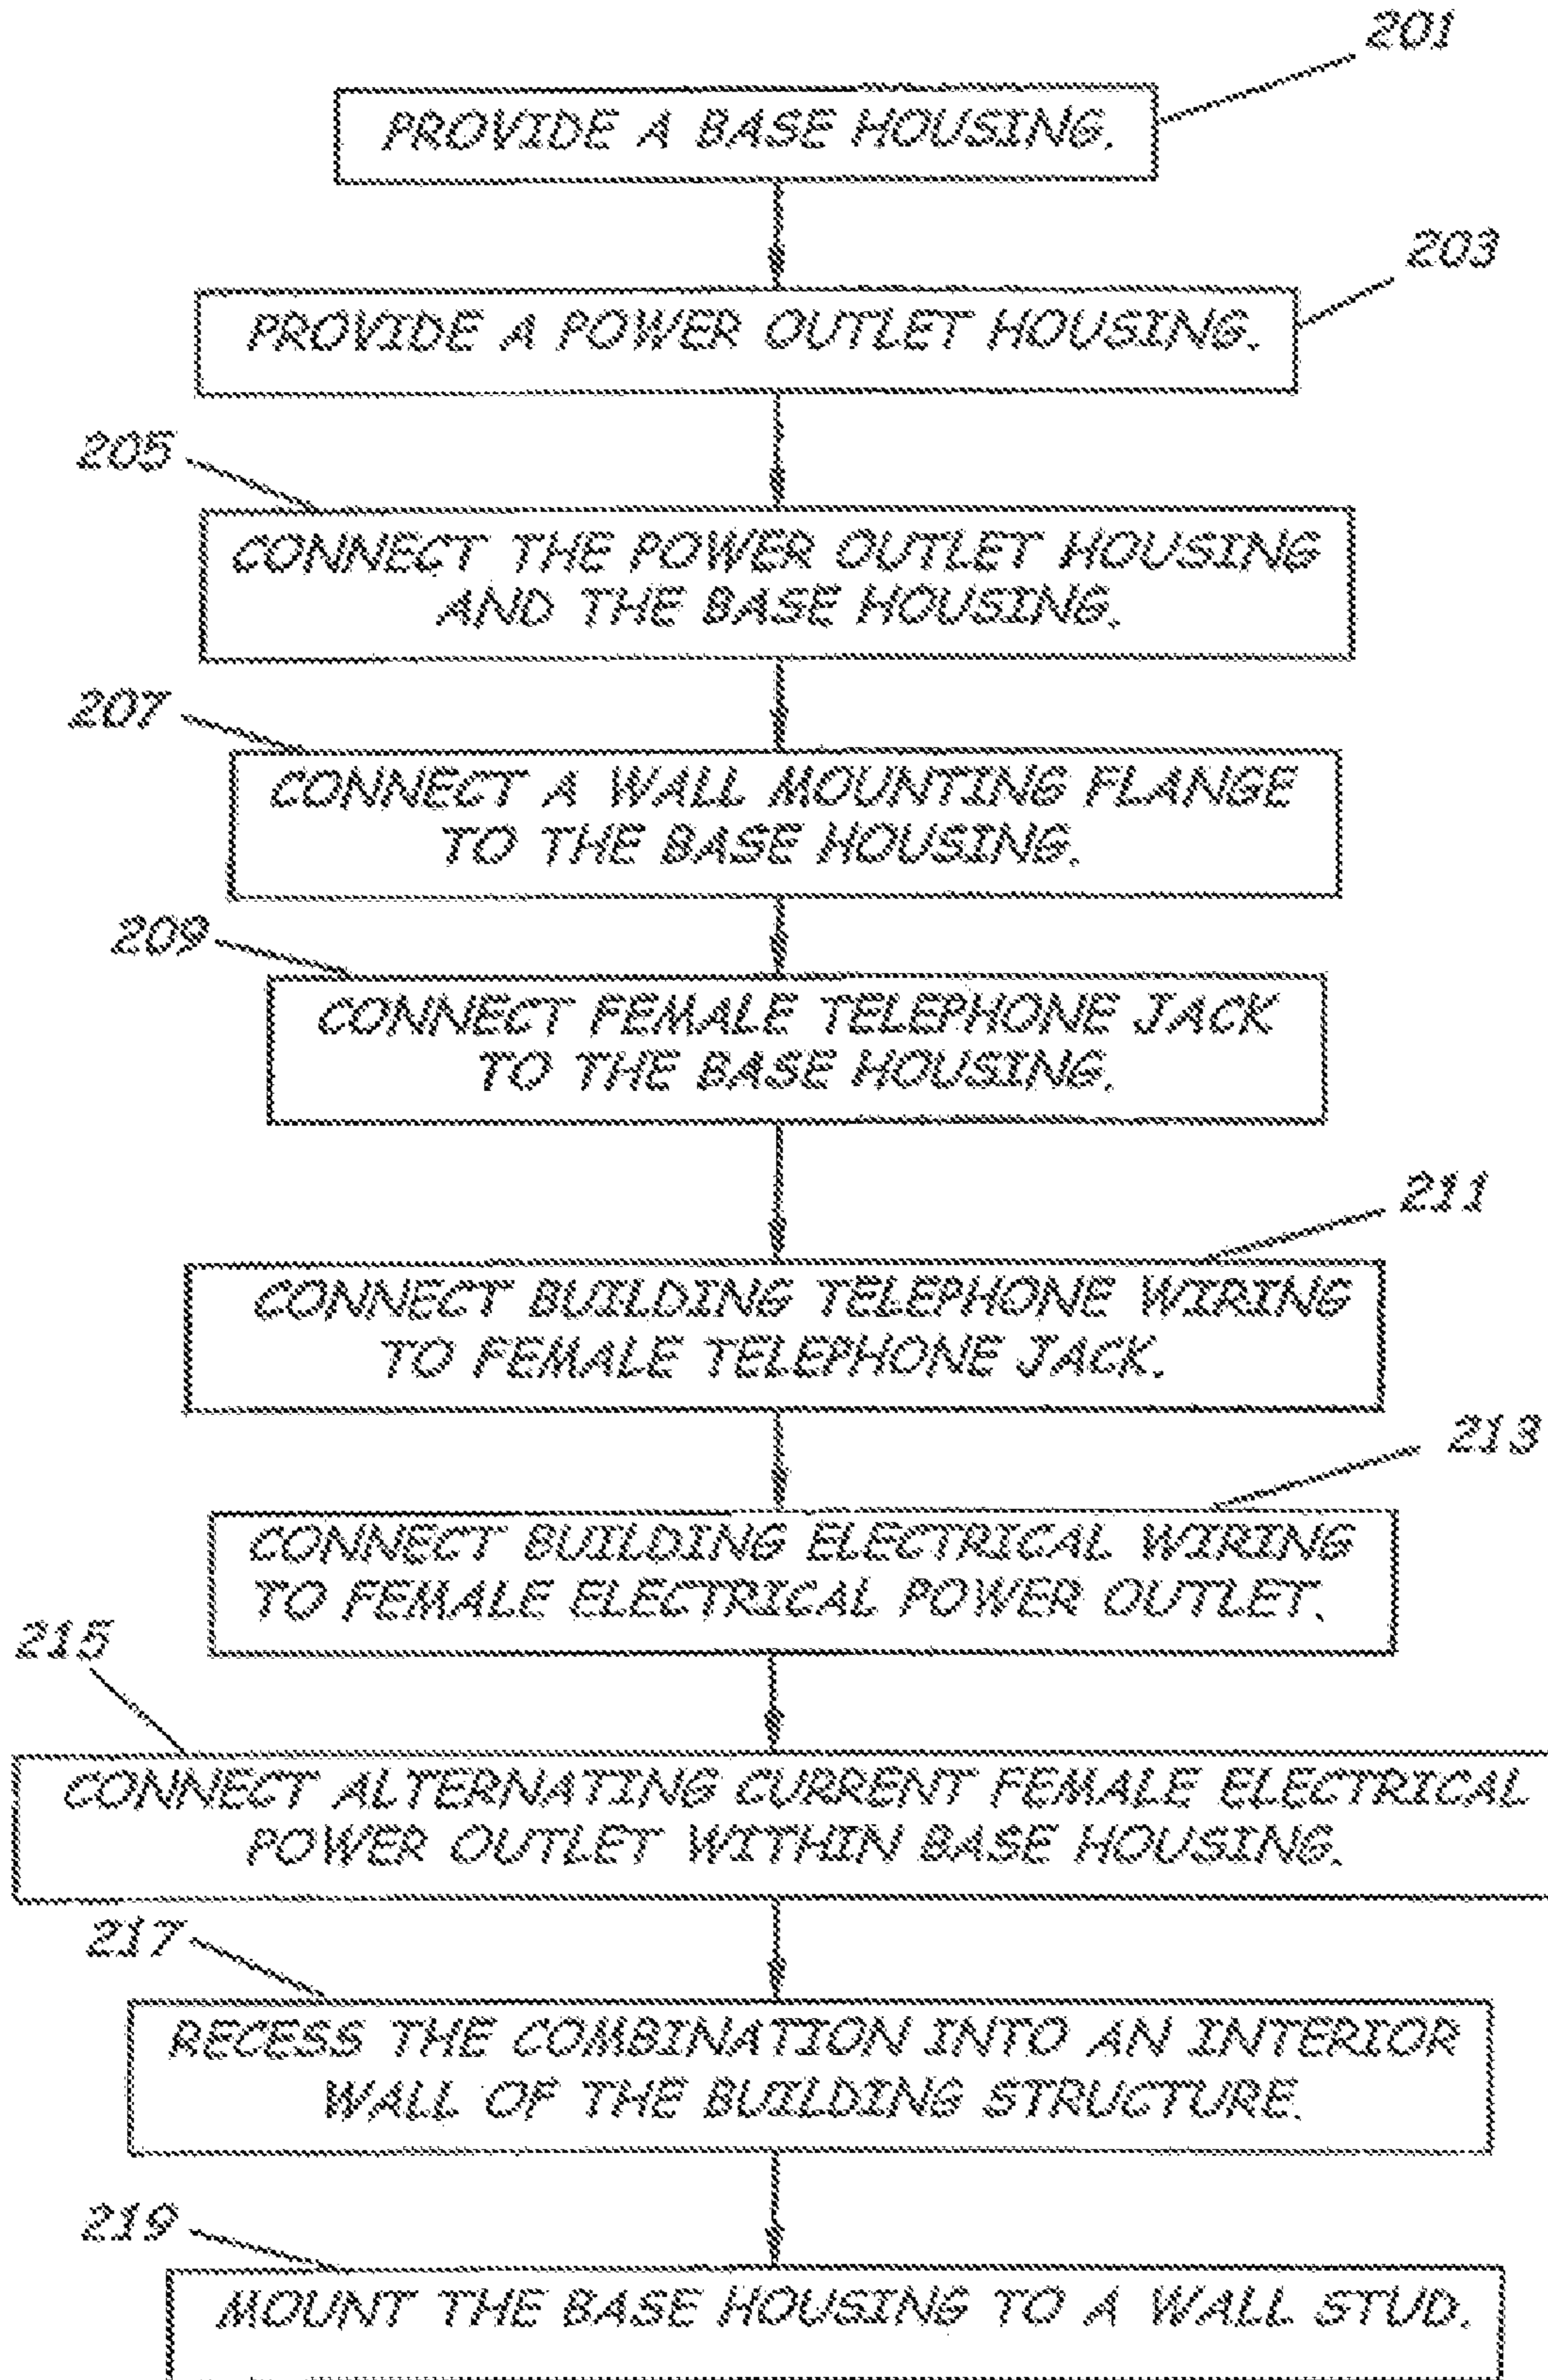 201
PROVIDE A BASE HOUSING.
203
PROVIDE A POWER OUTLET HOUSING.
205
CONNECT THE POWER OUTLET HOUSING
AND THE BASE HOUSING.
207
CONNECT A WALL MOUNTING FLANGE
TO THE BASE HOUSING.
209
CONNECT FEMALE TELEPHONE JACK
TO THE BASE HOUSING.
211
CONNECT BUILDING TELEPHONE WIRING
TO FEMALE TELEPHONE JACK.
213
CONNECT BUILDING ELECTRICAL WIRING
TO FEMALE ELECTRICAL POWER OUTLET.
215
CONNECT ALTERNATING CURRENT FEMALE ELECTRICAL
POWER OUTLET WITHIN BASE HOUSING.
217
RECESS THE COMBINATION INTO AN INTERIOR
WALL OF THE BUILDING STRUCTURE.
219
MOUNT THE BASE HOUSING TO A WALL STUD.